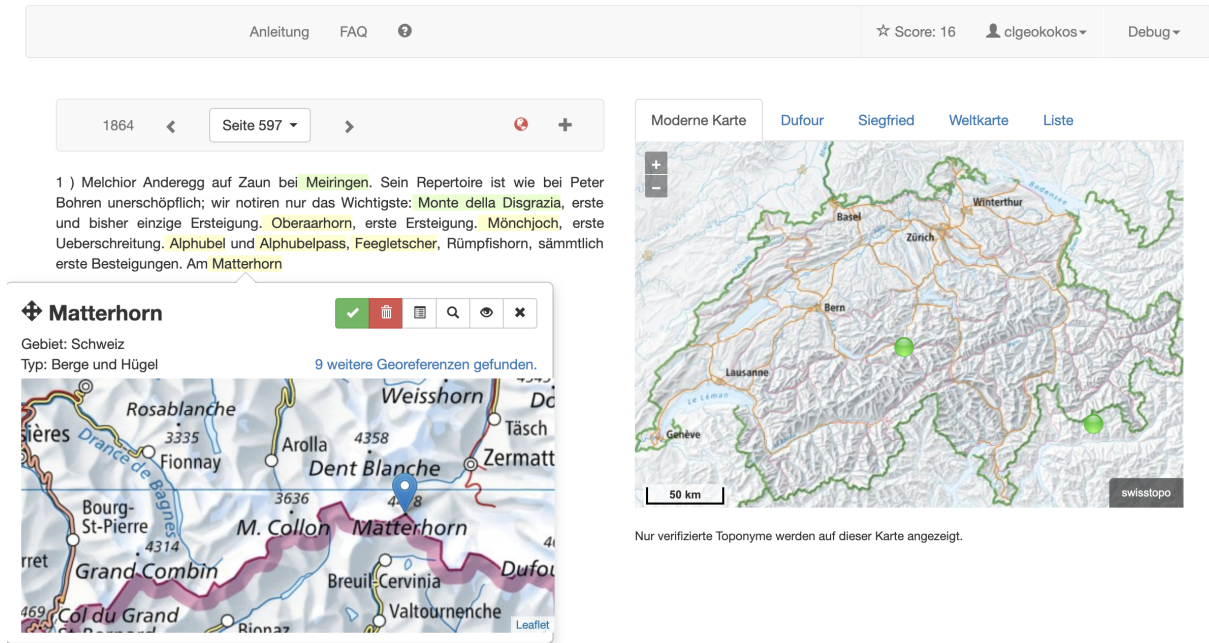 Anleitung FAQ ?
☆ Score: 16 clgeokokos Debug
1864 Seite 597
1 ) Melchior Anderegg auf Zaun bei Meiringen. Sein Repertoire ist wie bei Peter
Bohren unerschöpflich; wir notiren nur das Wichtigste: Monte della Disgrazia, erste
und bisher einzige Ersteigung. Oberaarhorn, erste Ersteigung. Mönchjoch, erste
Ueberschreitung. Alphubel und Alphubelpass, Feegletscher, Rümpfishorn, sämmtlich
erste Besteigungen. Am Matterhorn
Matterhorn
Gebiet: Schweiz
Typ: Berge und Hügel 9 weitere Georeferenzen gefunden.
Weisshorn
Rosablanche
3335
Fionnay
Drance de Bagnes
Arolla
4358
Dent Blanche
Täsch
Zermatt
Bourg-
St-Pierre
3636
M. Collon
Matterhorn
4314
Grand Combin
Breuil-Cervinia
Valtournenche
Col du Grand
Leaflet
Moderne Karte Dufour Siegfried Weltkarte Liste
+
−
Bodensee
Winterthur
Basel
Zürich
Bern
Lausanne
Le Léman
Genève
50 km
swisstopo
Nur verifizierte Toponyme werden auf dieser Karte angezeigt.